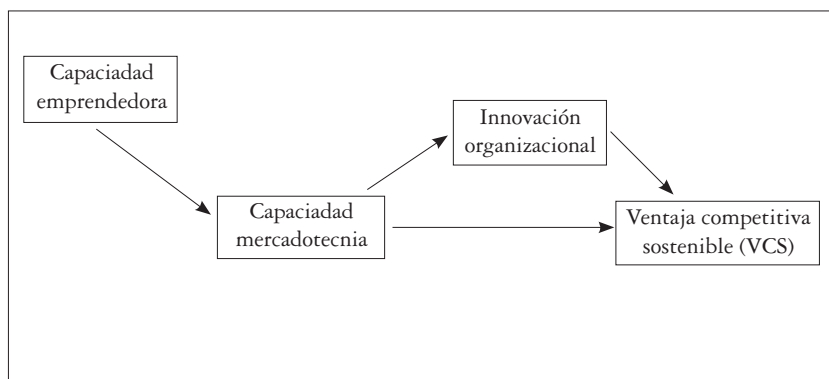 Capaciadad
emprendedora
Innovación
organizacional
Capaciadad
mercadotecnia
Ventaja competitiva
sostenible (VCS)